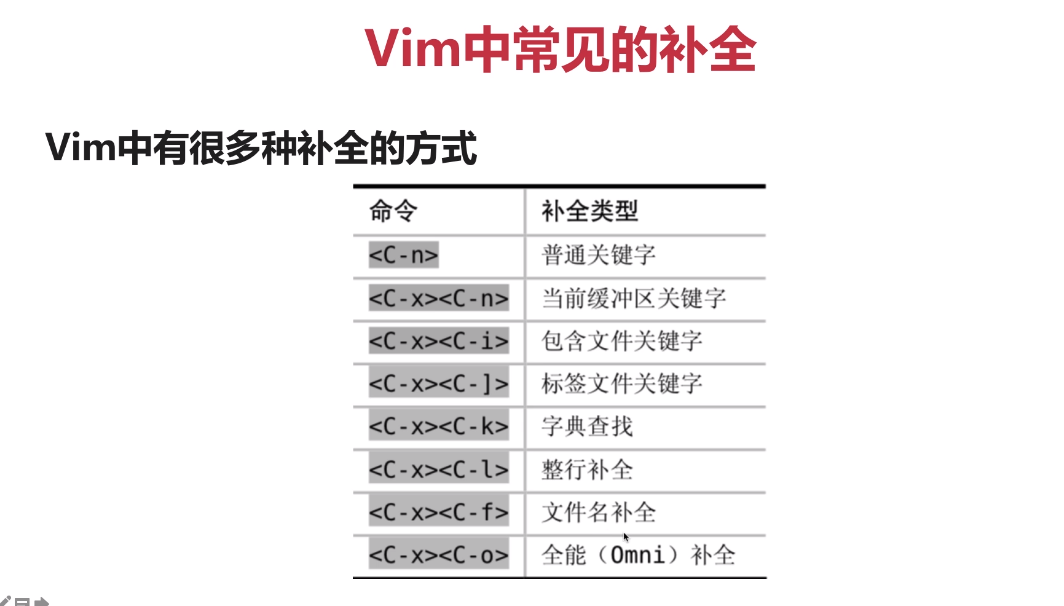 Vim中常见的补全
Vim中有很多种补全的方式
命令 补全类型
<C-n> 普通关键字
<C-x><C-n> 当前缓冲区关键字
<C-x><C-i> 包含文件关键字
<C-x><C-]> 标签文件关键字
<C-x><C-k> 字典查找
<C-x><C-l> 整行补全
<C-x><C-f> 文件名补全
<C-x><C-o> 全能（Omni）补全